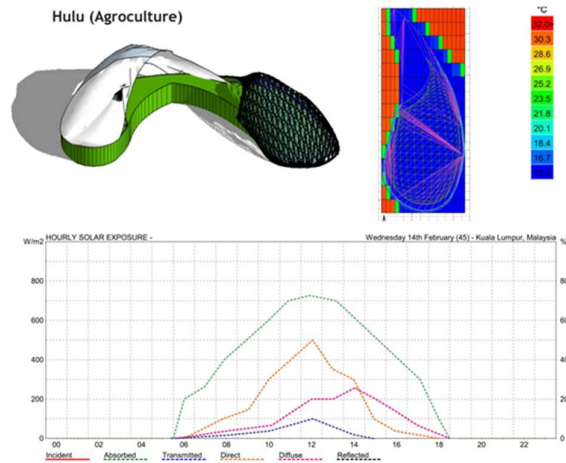 Hulu (Agroculture)
°C
32.0+
30.3
28.6
26.9
25.2
23.5
21.8
20.1
18.4
16.7
HOURLY SOLAR EXPOSURE -
Wednesday 14th February (45) - Kuala Lumpur, Malaysia
W/m2
%
800
600
400
200
0
0
00
02
04
06
08
10
12
14
16
18
20
22
Incident
Absorbed
Transmitted
Direct
Diffuse
Reflected